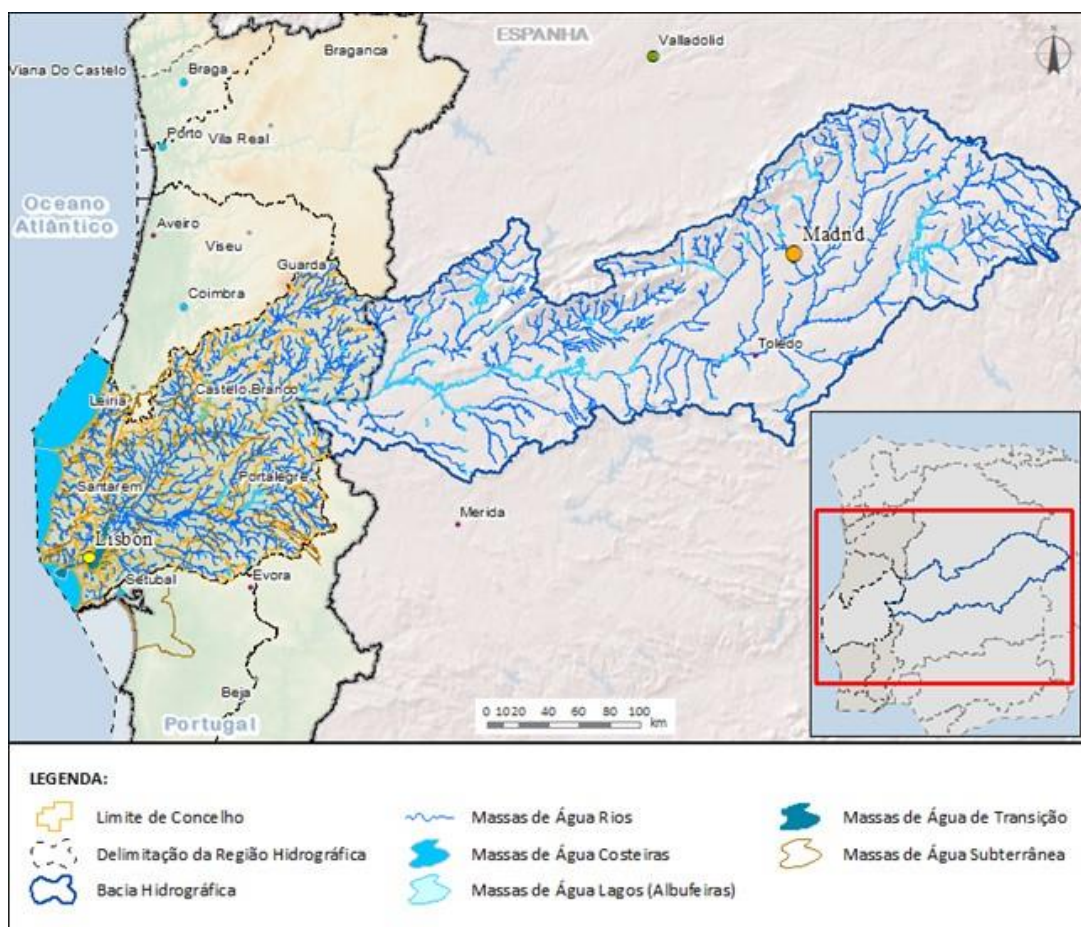 ESPANHA
Valladolid
Braganca
Viana Do Castelo
Braga
Porto
Vila Real
Oceano
Atlântico
Aveiro
Viseu
Guarda
Madrid
Coimbra
Toledo
Castelo Branco
Leiria
Portalegre
Santarem
Merida
Lisbon
Setubal
Evora
Beja
Portugal
0 10 20 40 60 80 100
km
LEGENDA:
Limite de Concelho
Massas de Água Rios
Massas de Água de Transição
Delimitação da Região Hidrográfica
Massas de Água Costeiras
Massas de Água Subterrânea
Bacia Hidrográfica
Massas de Água Lagos (Albufeiras)